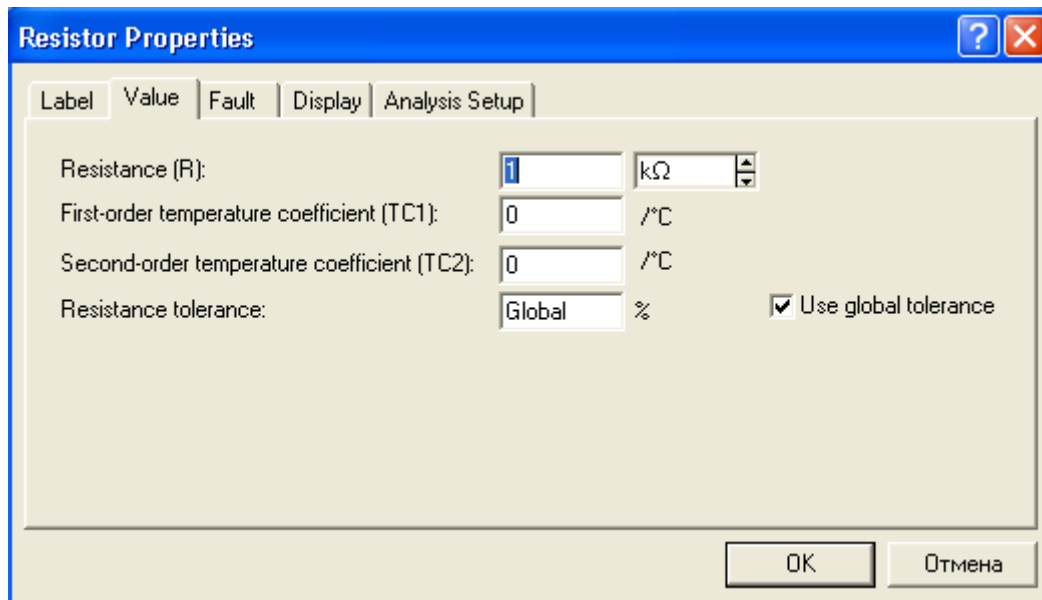 Resistor Properties
Label Value Fault Display Analysis Setup
Resistance (R): 1 kΩ
First-order temperature coefficient (TC1): 0 /°C
Second-order temperature coefficient (TC2): 0 /°C
Resistance tolerance: Global % Use global tolerance
OK Отмена